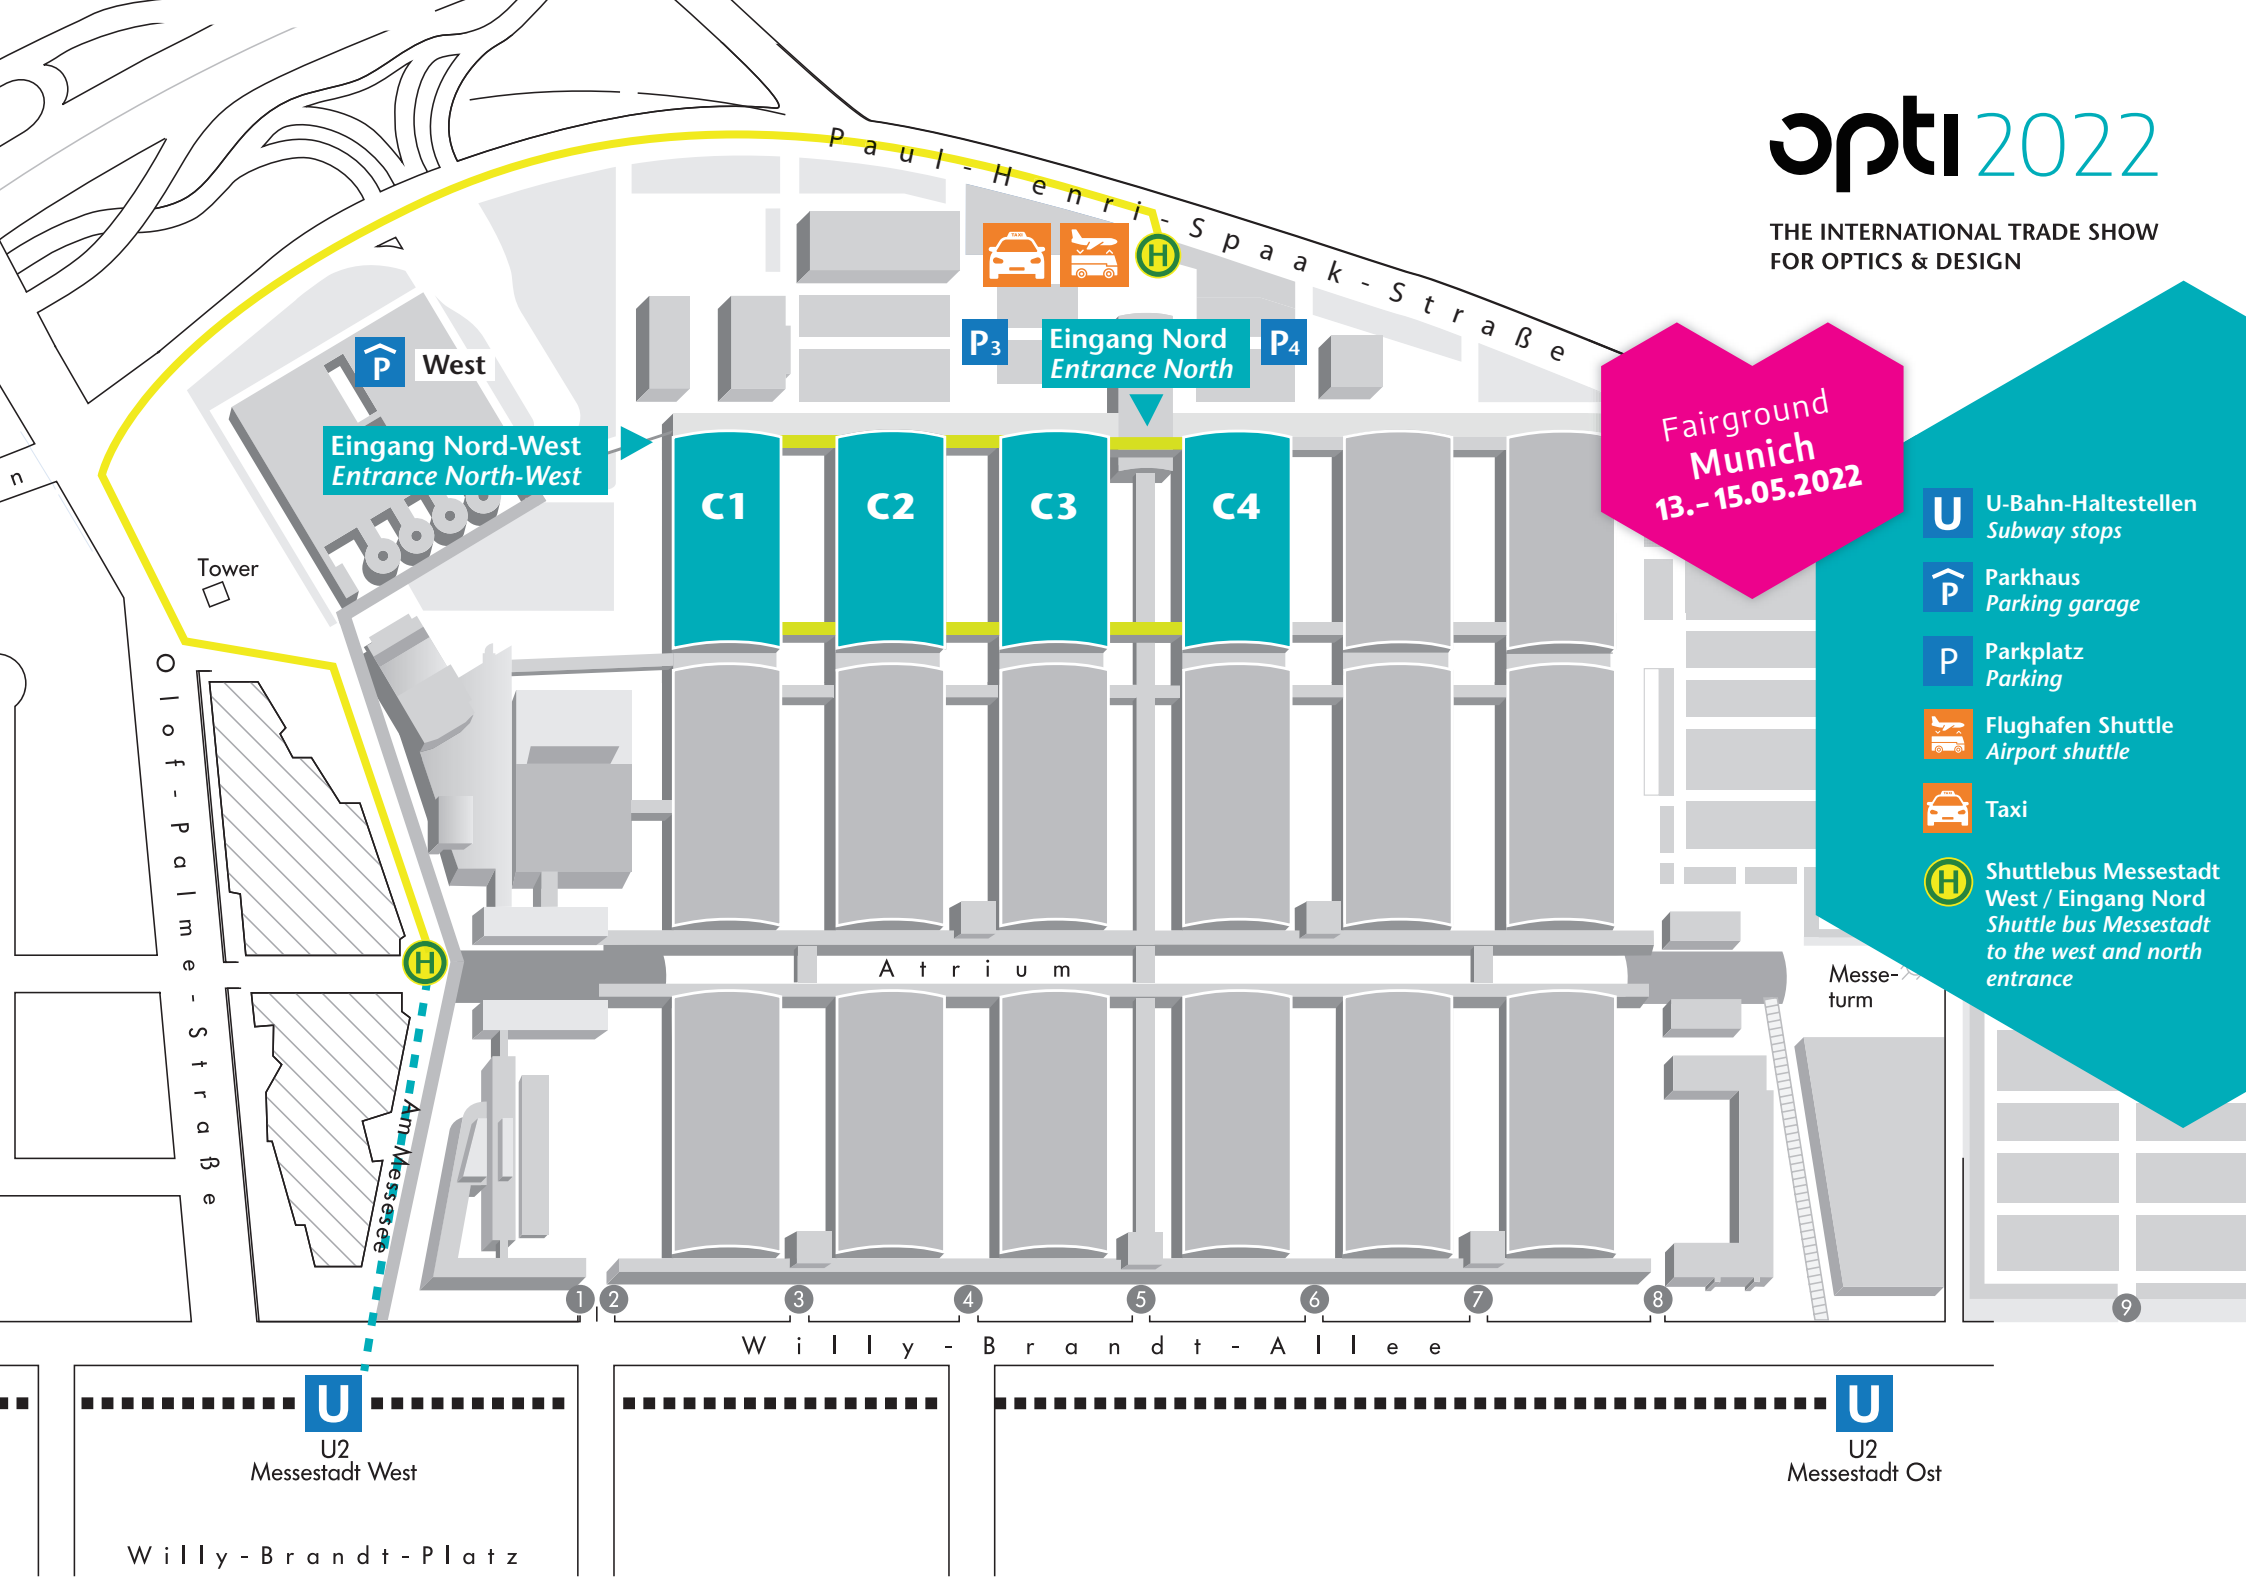 opti 2022
THE INTERNATIONAL TRADE SHOW
FOR OPTICS & DESIGN
Paul-Henri-Spaak-Straße
H
P3
Eingang Nord
Entrance North
P4
P
West
Eingang Nord-West
Entrance North-West
C1
C2
C3
C4
Fairground
Munich
13.–15.05.2022
n
Tower
Olof-Palme-Straße
U
U-Bahn-Haltestellen
Subway stops
P
Parkhaus
Parking garage
P
Parkplatz
Parking
Flughafen Shuttle
Airport shuttle
TAXI
Taxi
H
Shuttlebus Messestadt
West / Eingang Nord
Shuttle bus Messestadt
to the west and north
entrance
H
Atrium
Messe-
turm
Am Messesee
1
2
3
4
5
6
7
8
9
Willy-Brandt-Allee
U
U2
Messestadt West
U
U2
Messestadt Ost
Willy-Brandt-Platz